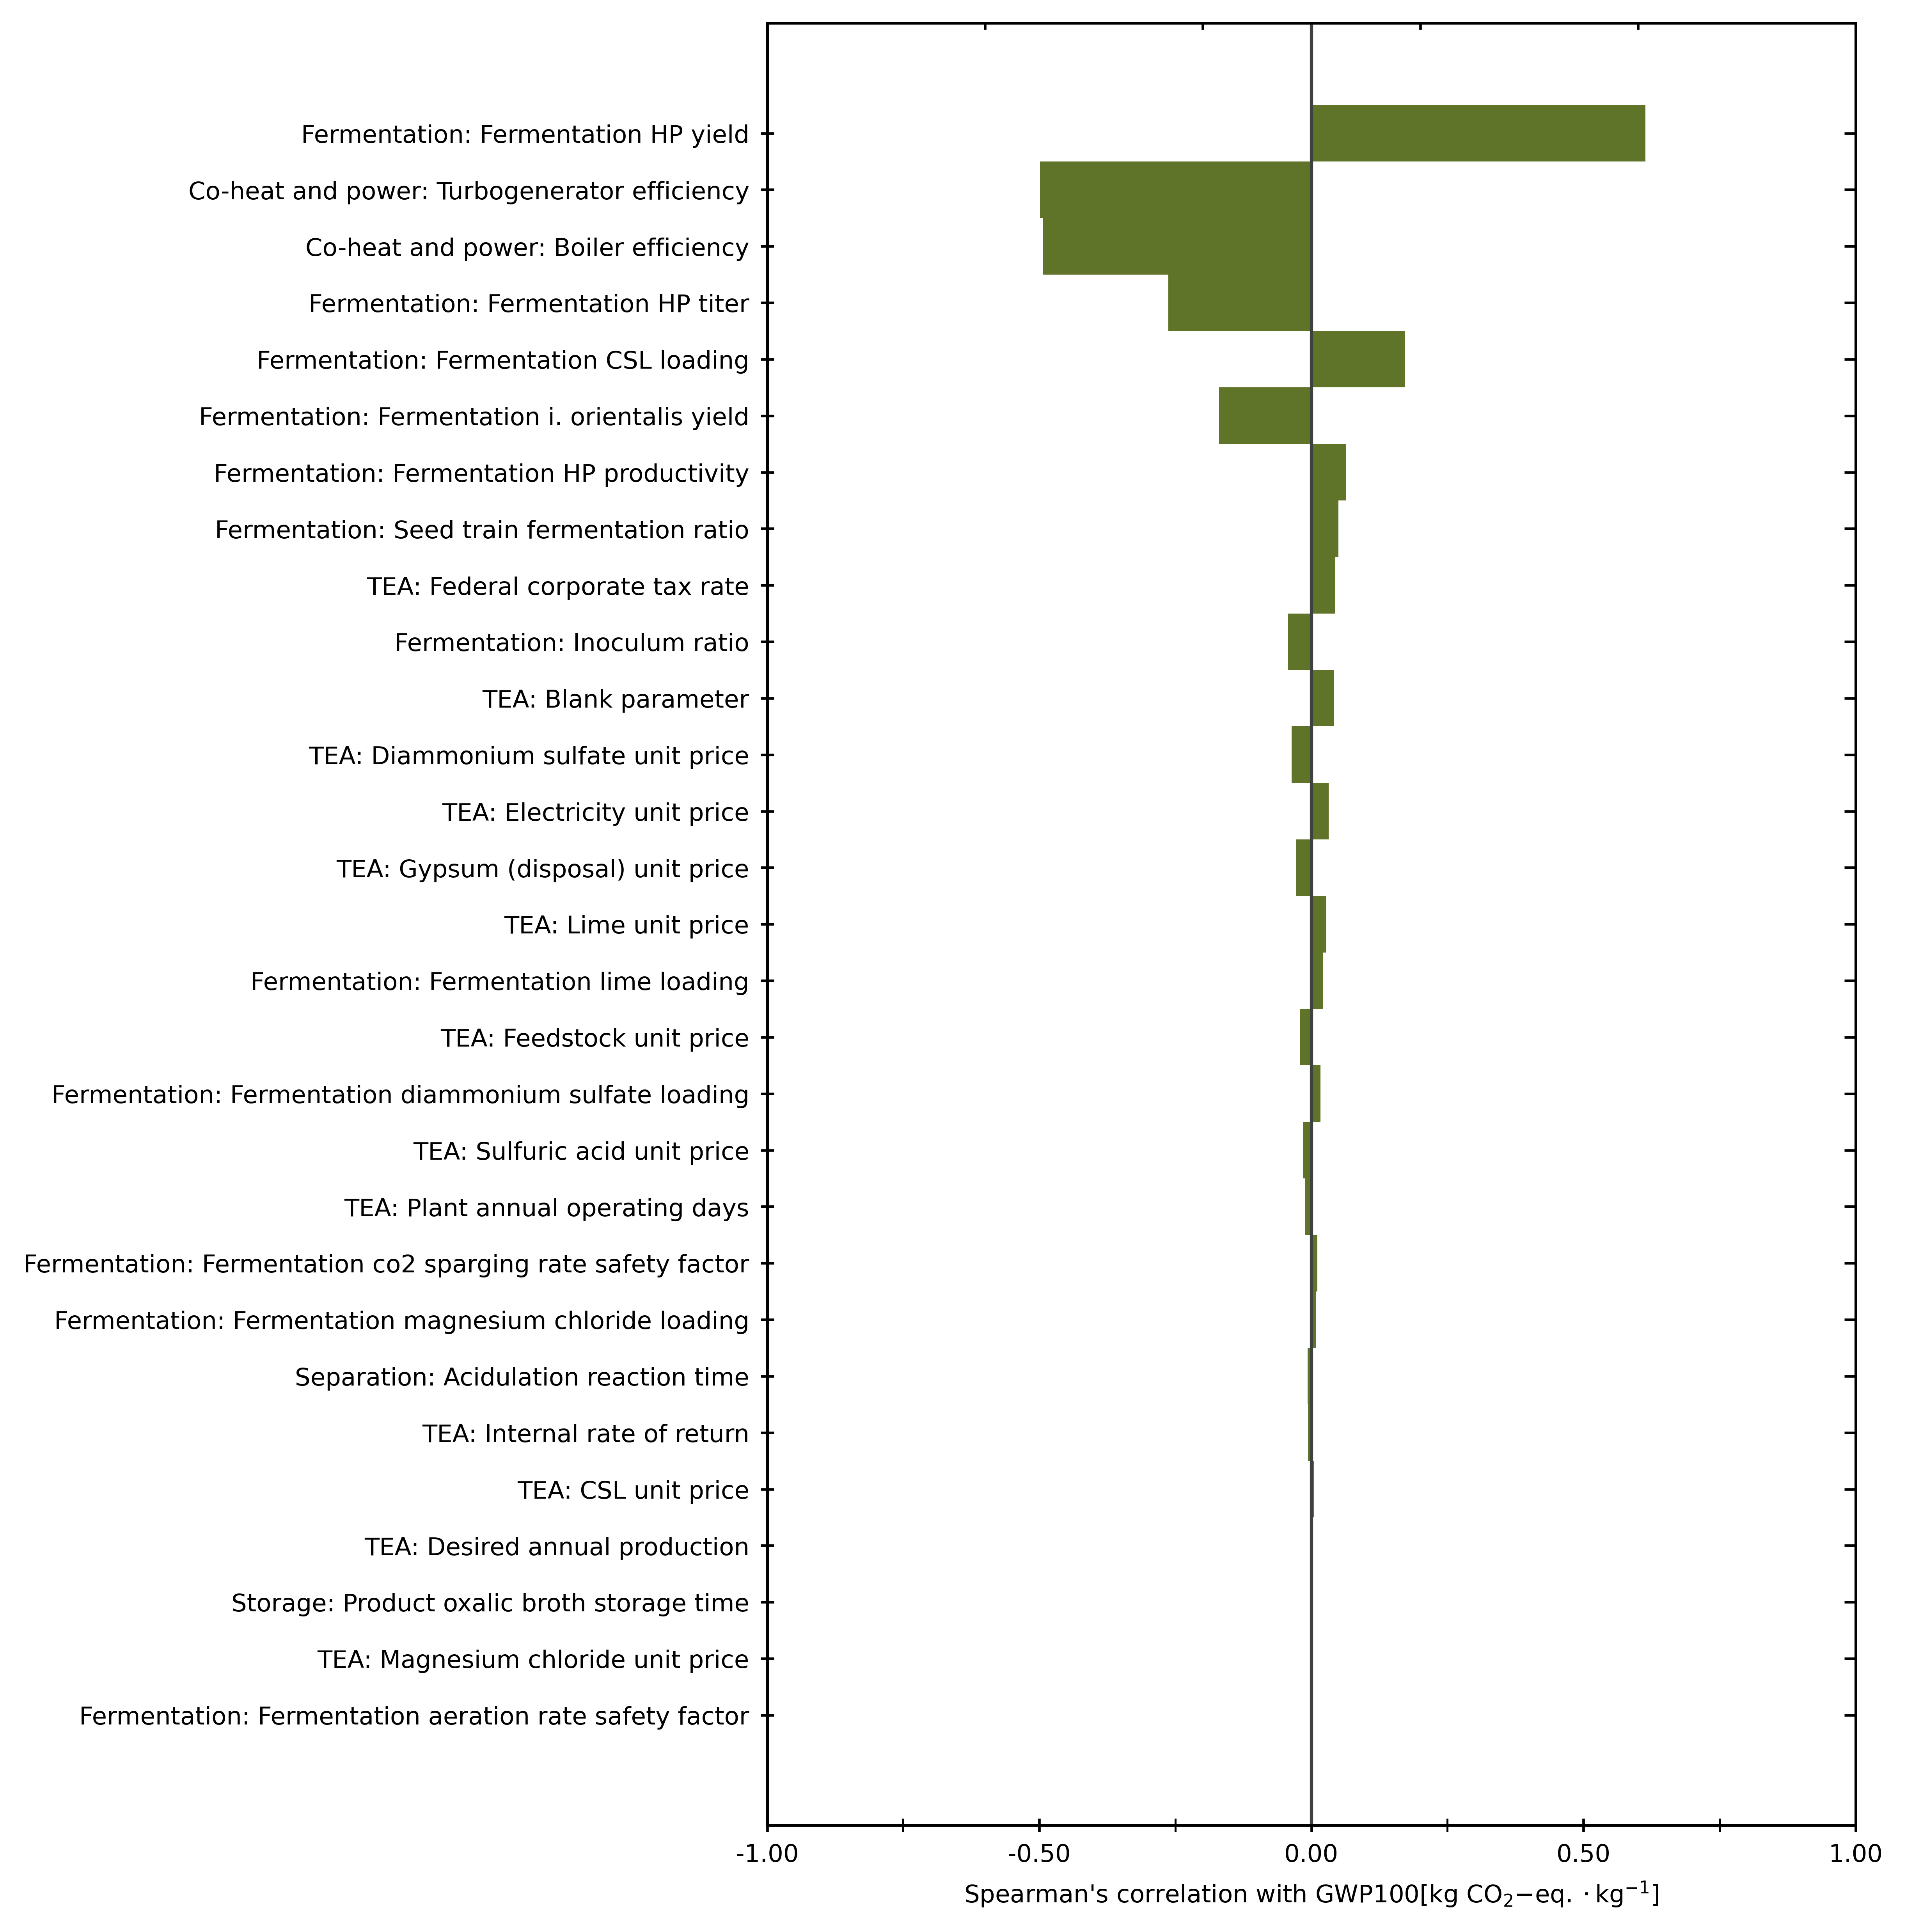 Fermentation: Fermentation HP yield
Co-heat and power: Turbogenerator efficiency
Co-heat and power: Boiler efficiency
Fermentation: Fermentation HP titer
Fermentation: Fermentation CSL loading
Fermentation: Fermentation i. orientalis yield
Fermentation: Fermentation HP productivity
Fermentation: Seed train fermentation ratio
TEA: Federal corporate tax rate
Fermentation: Inoculum ratio
TEA: Blank parameter
TEA: Diammonium sulfate unit price
TEA: Electricity unit price
TEA: Gypsum (disposal) unit price
TEA: Lime unit price
Fermentation: Fermentation lime loading
TEA: Feedstock unit price
Fermentation: Fermentation diammonium sulfate loading
TEA: Sulfuric acid unit price
TEA: Plant annual operating days
Fermentation: Fermentation co2 sparging rate safety factor
Fermentation: Fermentation magnesium chloride loading
Separation: Acidulation reaction time
TEA: Internal rate of return
TEA: CSL unit price
TEA: Desired annual production
Storage: Product oxalic broth storage time
TEA: Magnesium chloride unit price
Fermentation: Fermentation aeration rate safety factor
-1.00 -0.50 0.00 0.50 1.00
Spearman's correlation with GWP100[kg CO₂−eq. · kg⁻¹]